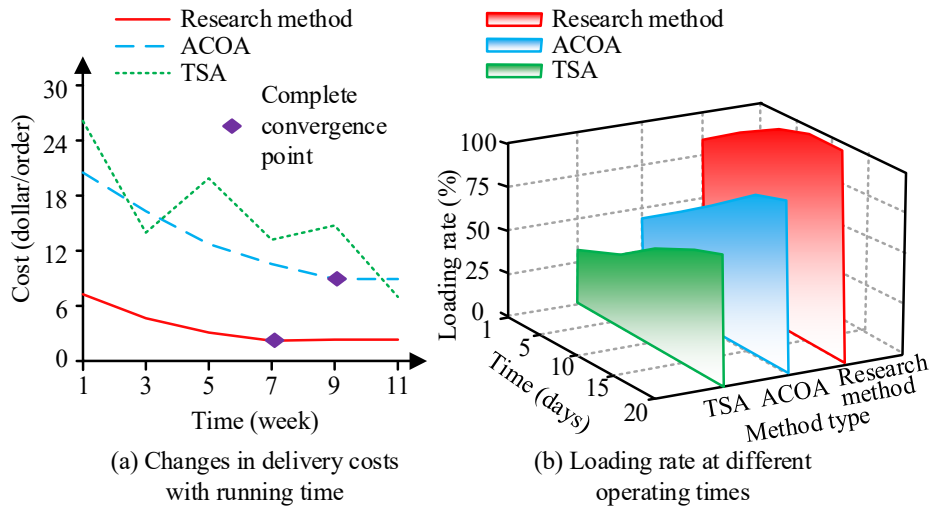 Research method
ACOA
TSA
Complete
convergence
point
Cost (dollar/order)
30
24
18
12
6
0
1
3
5
7
9
11
Time (week)
(a) Changes in delivery costs
with running time
Research method
ACOA
TSA
Loading rate (%)
100
75
50
25
0
1
5
10
15
20
Time (days)
TSA
ACOA
Research
method
Method type
(b) Loading rate at different
operating times